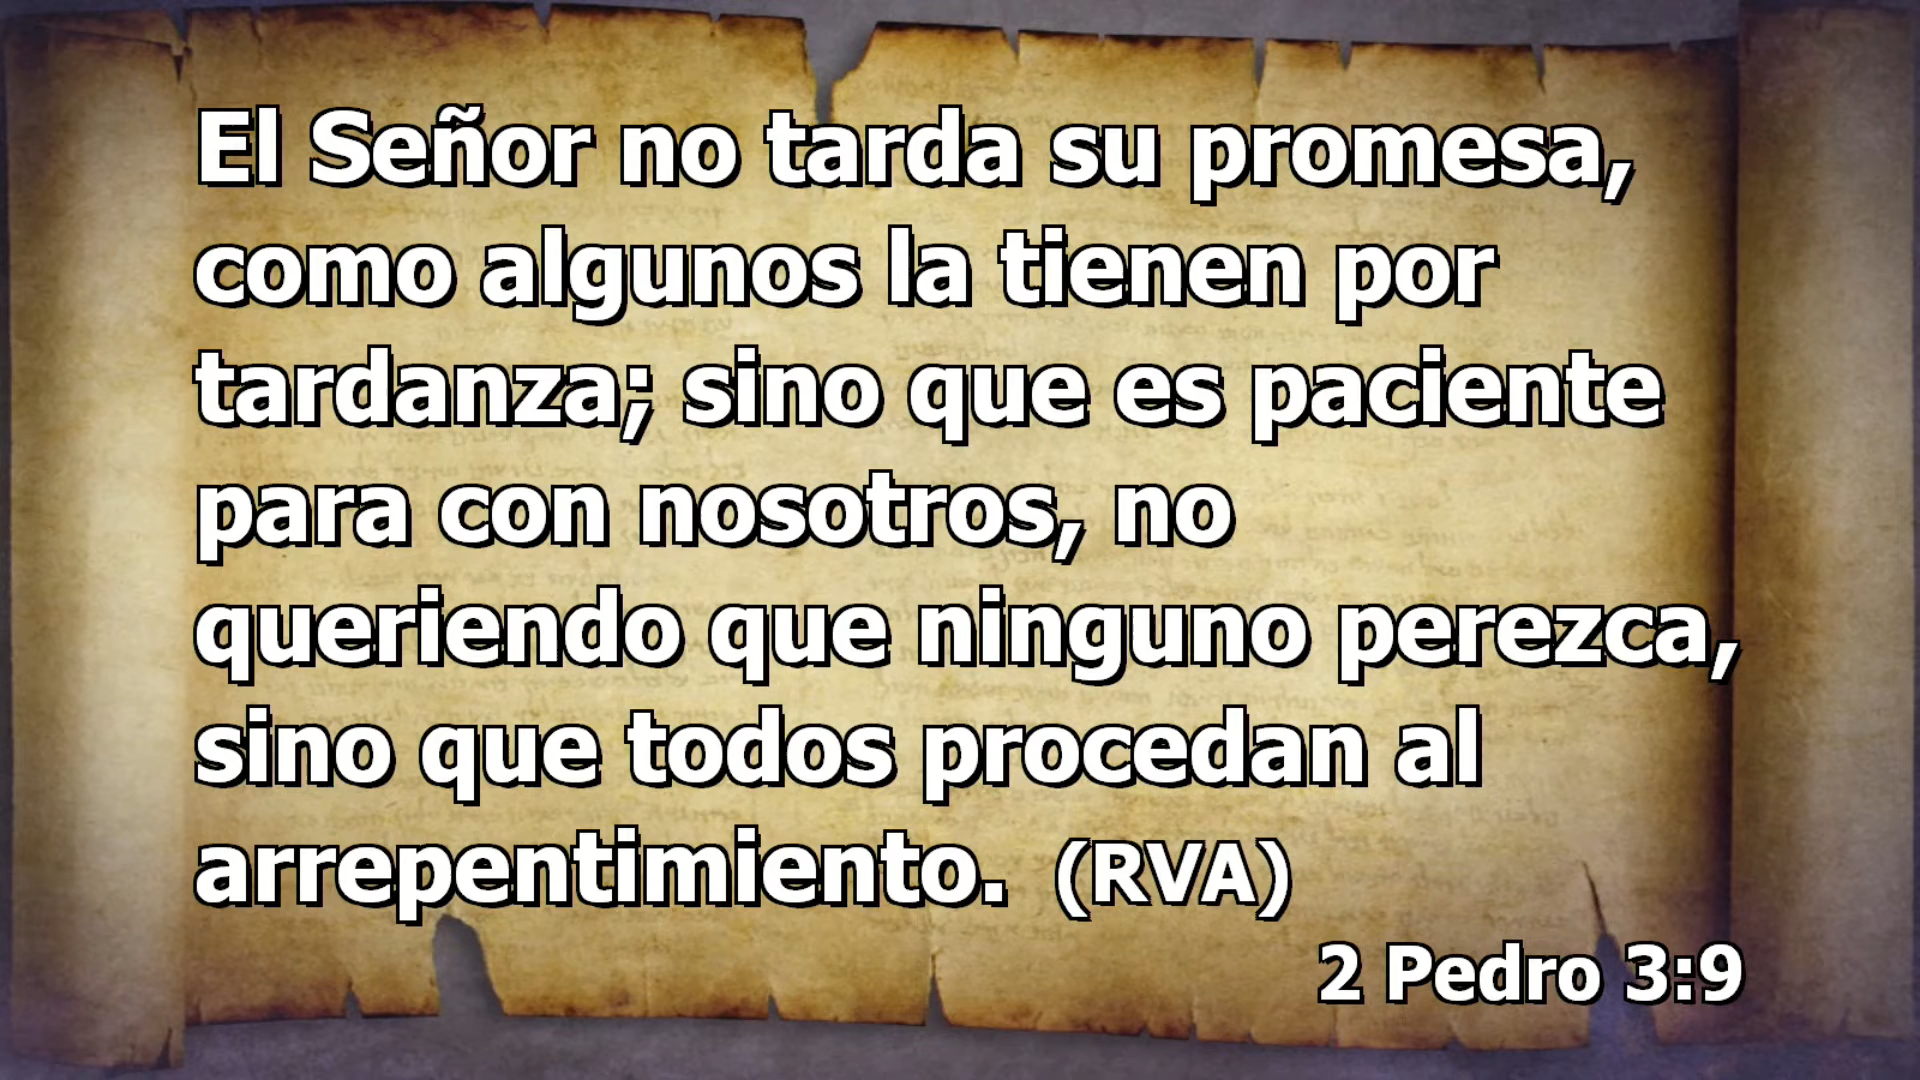 El Señor no tarda su promesa,
como algunos la tienen por
tardanza; sino que es paciente
para con nosotros, no
queriendo que ninguno perezca,
sino que todos procedan al
arrepentimiento. (RVA)
2 Pedro 3:9